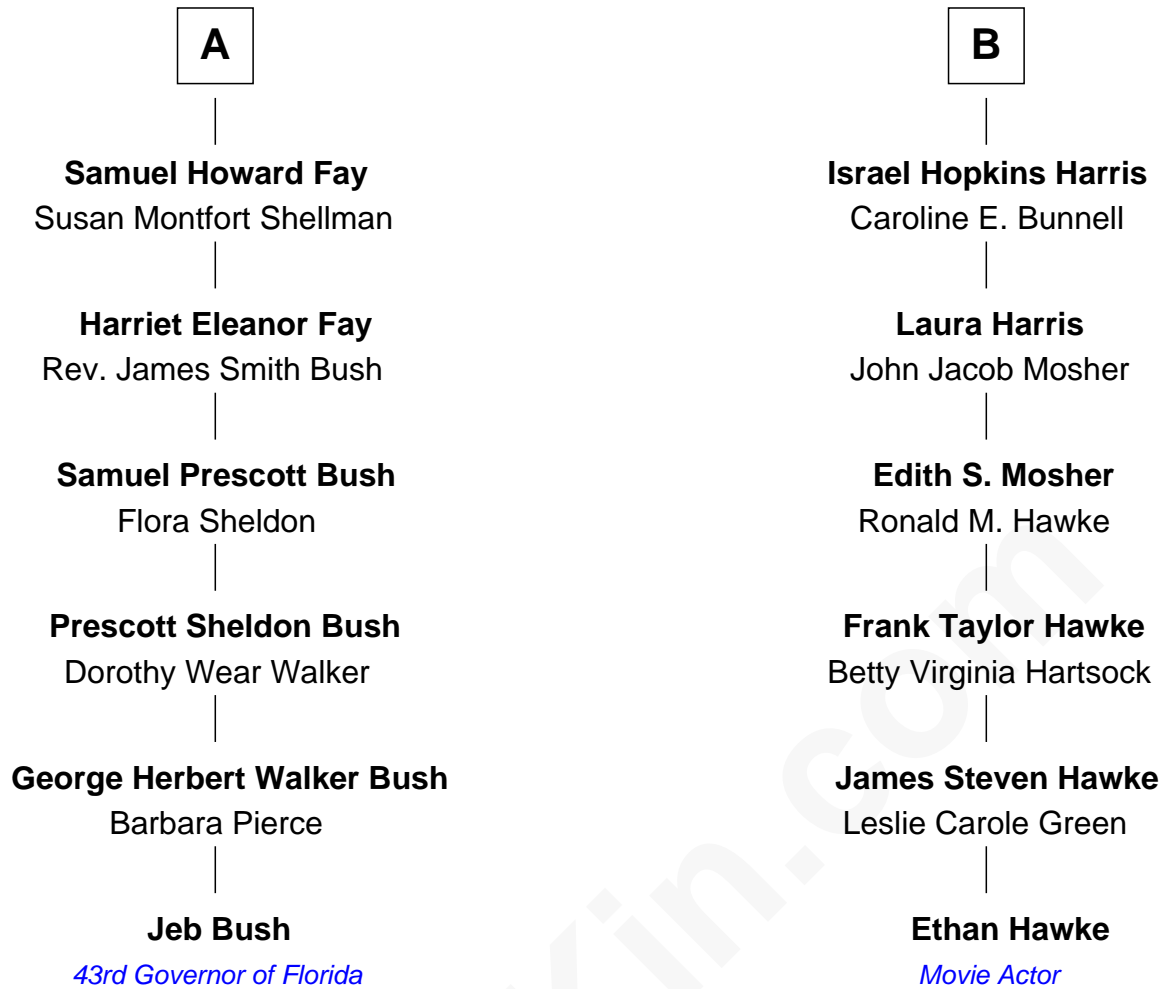 A
Samuel Howard Fay
Susan Montfort Shellman
Harriet Eleanor Fay
Rev. James Smith Bush
Samuel Prescott Bush
Flora Sheldon
Prescott Sheldon Bush
Dorothy Wear Walker
George Herbert Walker Bush
Barbara Pierce
Jeb Bush
43rd Governor of Florida
B
Israel Hopkins Harris
Caroline E. Bunnell
Laura Harris
John Jacob Mosher
Edith S. Mosher
Ronald M. Hawke
Frank Taylor Hawke
Betty Virginia Hartsock
James Steven Hawke
Leslie Carole Green
Ethan Hawke
Movie Actor